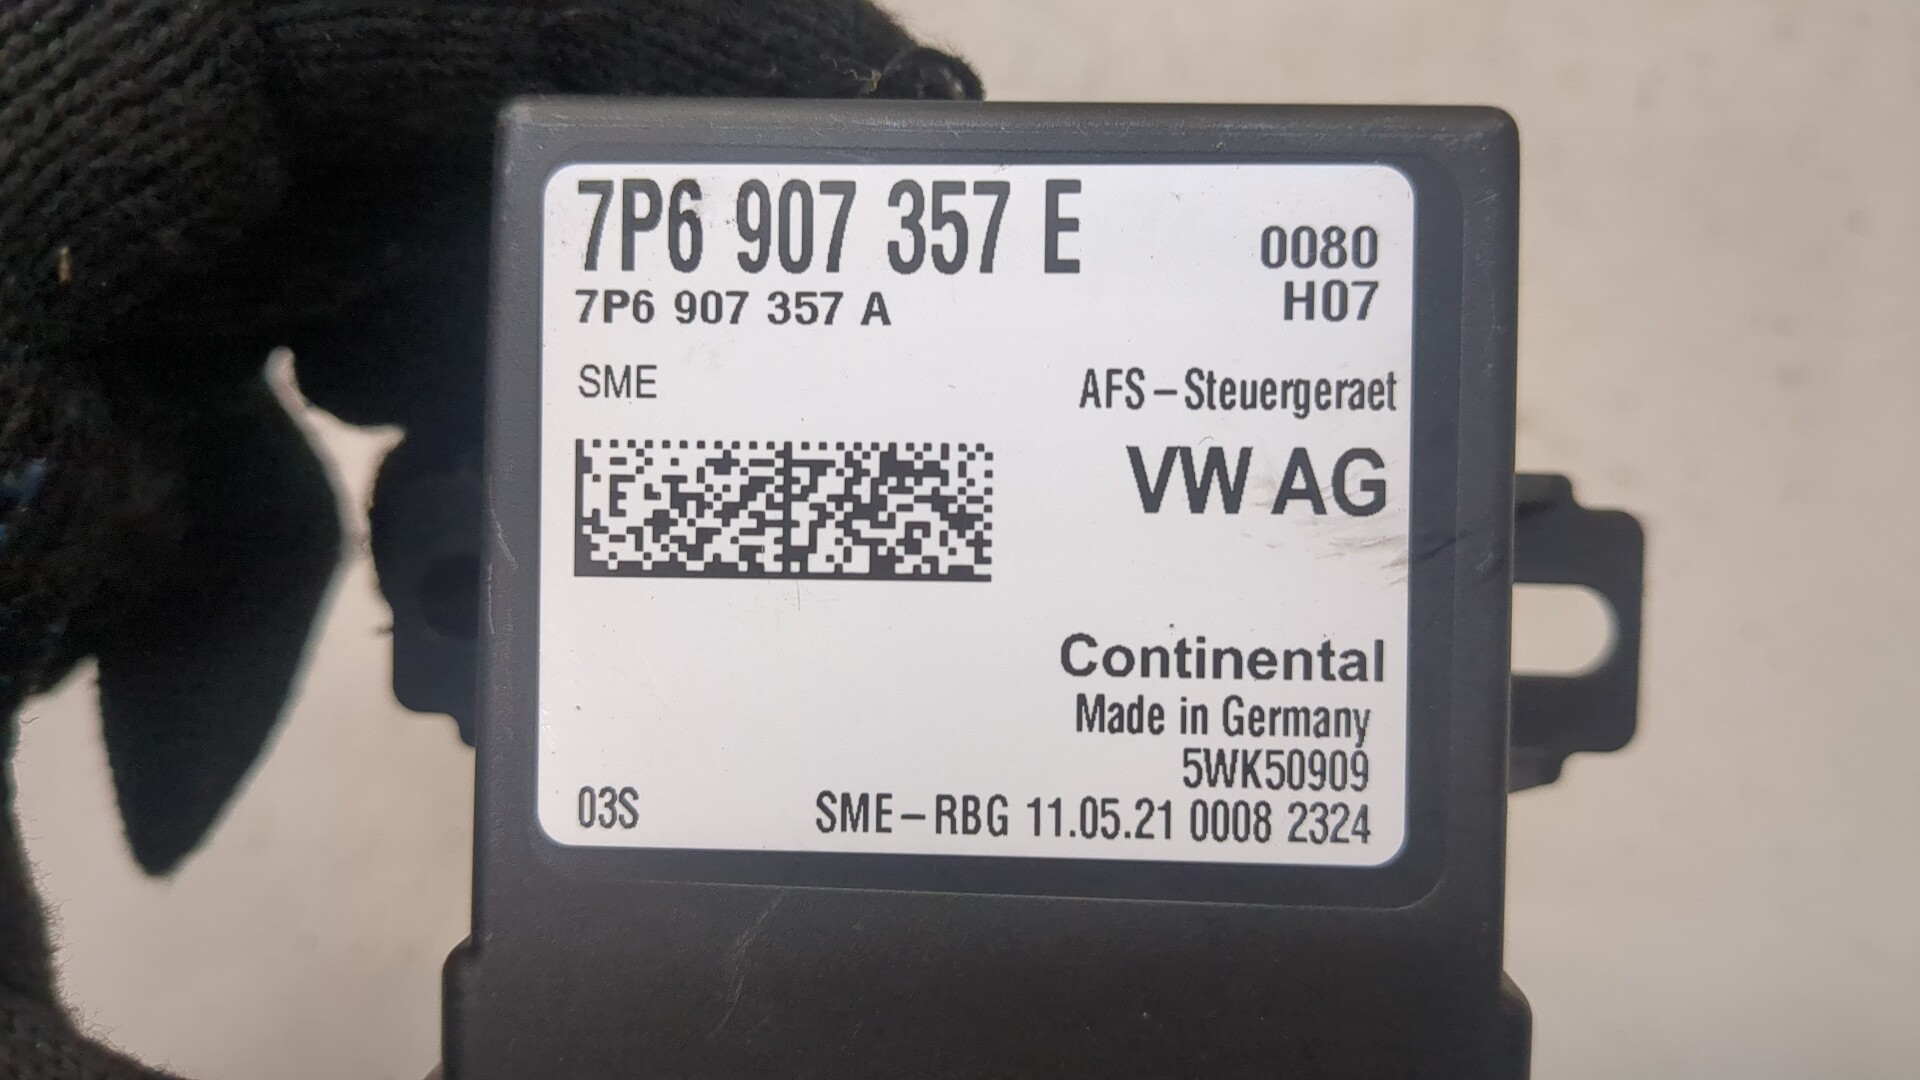 7P6 907 357 E
0080
7P6 907 357 A
H07
SME
AFS-Steuergeraet
VW AG
Continental
Made in Germany
5WK50909
03S
SME-RBG 11.05.21 0008 2324